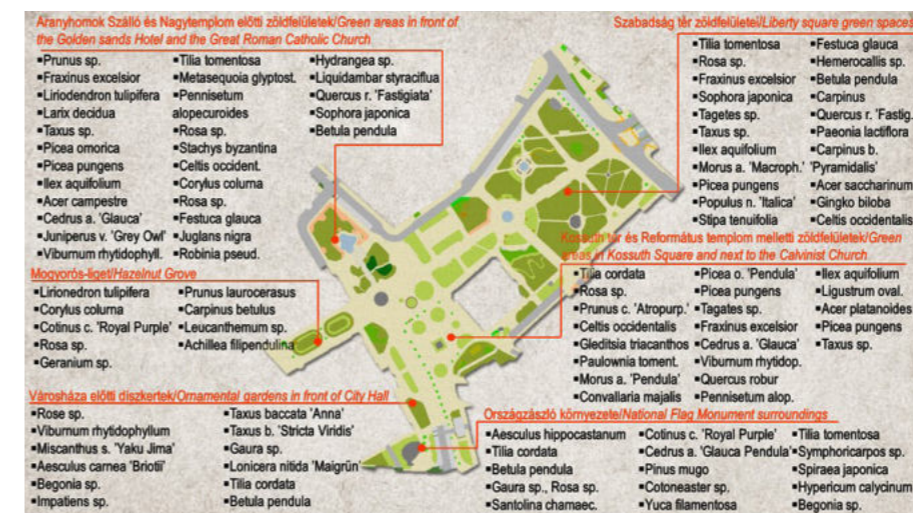 Aranyhomok Szálló és Nagytemplom előtti zöldfelületek/Green areas in front of
the Golden sands Hotel and the Great Roman Catholic Church
▪Prunus sp.
▪Fraxinus excelsior
▪Liriodendron tulipifera
▪Larix decidua
▪Taxus sp.
▪Picea omorica
▪Picea pungens
▪Ilex aquifolium
▪Acer campestre
▪Cedrus a. 'Glauca'
▪Juniperus v. 'Grey Owl'
▪Viburnum rhytidophyll.
▪Tilia tomentosa
▪Metasequoia glyptost.
▪Pennisetum
alopecuroides
▪Rosa sp.
▪Stachys byzantina
▪Celtis occident.
▪Corylus colurna
▪Rosa sp.
▪Festuca glauca
▪Juglans nigra
▪Robinia pseud.
▪Hydrangea sp.
▪Liquidambar styraciflua
▪Quercus r. 'Fastigiata'
▪Sophora japonica
▪Betula pendula
Szabadság tér zöldfelületei/Liberty square green spaces
▪Tilia tomentosa
▪Rosa sp.
▪Fraxinus excelsior
▪Sophora japonica
▪Tagetes sp.
▪Taxus sp.
▪Ilex aquifolium
▪Morus a. 'Macroph.'
▪Picea pungens
▪Populus n. 'Italica'
▪Stipa tenuifolia
▪Festuca glauca
▪Hemerocallis sp.
▪Betula pendula
▪Carpinus
▪Quercus r. 'Fastig.
▪Paeonia lactiflora
▪Carpinus b.
'Pyramidalis'
▪Acer saccharinum
▪Gingko biloba
▪Celtis occidentalis
Mogyorós-liget/Hazelnut Grove
▪Lirionedron tulipifera
▪Corylus colurna
▪Cotinus c. 'Royal Purple'
▪Rosa sp.
▪Geranium sp.
▪Prunus laurocerasus
▪Carpinus betulus
▪Leucanthemum sp.
▪Achillea filipendulina
Kossuth tér és Református templom melletti zöldfelületek/Green
areas in Kossuth Square and next to the Calvinist Church
▪Tilia cordata
▪Rosa sp.
▪Prunus c. 'Atropurp.'
▪Celtis occidentalis
▪Gleditsia triacanthos
▪Paulownia toment.
▪Morus a. 'Pendula'
▪Convallaria majalis
▪Picea o. 'Pendula'
▪Picea pungens
▪Tagates sp.
▪Fraxinus excelsior
▪Cedrus a. 'Glauca'
▪Viburnum rhytidop.
▪Quercus robur
▪Pennisetum alop.
▪Ilex aquifolium
▪Ligustrum oval.
▪Acer platanoides
▪Picea pungens
▪Taxus sp.
Városháza előtti díszkertek/Ornamental gardens in front of City Hall
▪Rose sp.
▪Viburnum rhytidophyllum
▪Miscanthus s. 'Yaku Jima'
▪Aesculus carnea 'Briotii'
▪Begonia sp.
▪Impatiens sp.
▪Taxus baccata 'Anna'
▪Taxus b. 'Stricta Viridis'
▪Gaura sp.
▪Lonicera nitida 'Maigrün'
▪Tilia cordata
▪Betula pendula
Országzászló környezete/National Flag Monument surroundings
▪Aesculus hippocastanum
▪Tilia cordata
▪Betula pendula
▪Gaura sp., Rosa sp.
▪Santolina chamaec.
▪Cotinus c. 'Royal Purple'
▪Cedrus a. 'Glauca Pendula'
▪Pinus mugo
▪Cotoneaster sp.
▪Yuca filamentosa
▪Tilia tomentosa
▪Symphoricarpos sp.
▪Spiraea japonica
▪Hypericum calycinum
▪Begonia sp.